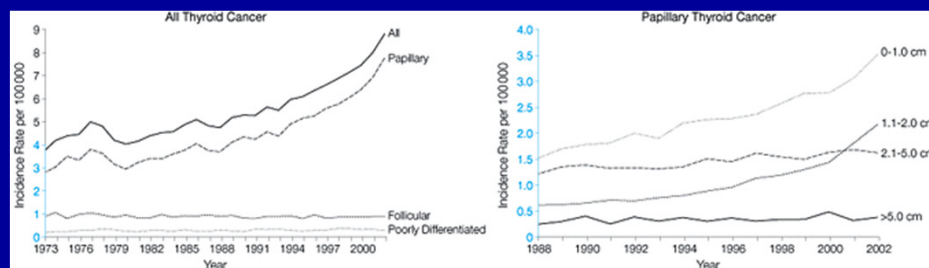 All Thyroid Cancer
9
8
7
6
5
4
3
2
1
0
Incidence Rate per 100 000
1973 1976 1979 1982 1985 1988 1991 1994 1997 2000
Year
All
Papillary
Follicular
Poorly Differentiated
Papillary Thyroid Cancer
4.0
3.5
3.0
2.5
2.0
1.5
1.0
0.5
0
Incidence Rate per 100 000
1988 1990 1992 1994 1996 1998 2000 2002
Year
0-1.0 cm
1.1-2.0 c
2.1-5.0 c
>5.0 cm